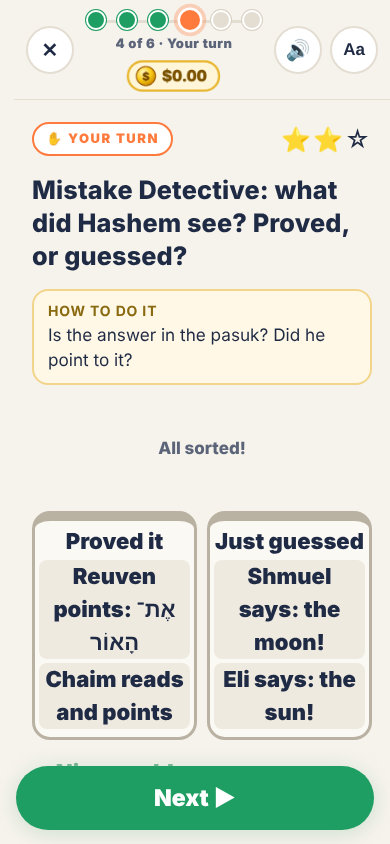 4 of 6 · Your turn
$0.00
Aa
YOUR TURN
Mistake Detective: what
did Hashem see? Proved,
or guessed?
HOW TO DO IT
Is the answer in the pasuk? Did he
point to it?
All sorted!
Proved it
Reuven
points: אֶת־
הָאוֹר
Chaim reads
and points
Just guessed
Shmuel
says: the
moon!
Eli says: the
sun!
Next ▶